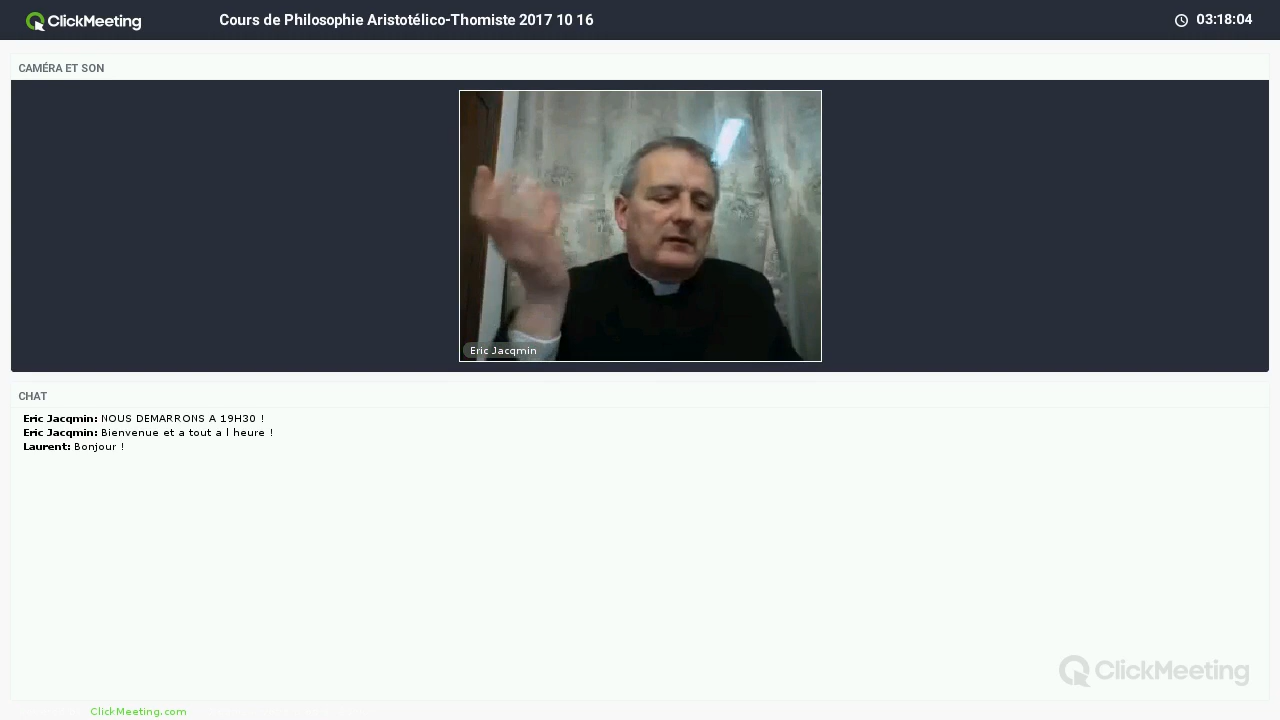 ClickMeeting
Cours de Philosophie Aristotélico-Thomiste 2017 10 16
03:18:04
CAMÉRA ET SON
Eric Jacqmin
CHAT
Eric Jacqmin: NOUS DEMARRONS A 19H30 !
Eric Jacqmin: Bienvenue et a tout a l heure !
Laurent: Bonjour !
ClickMeeting
ClickMeeting.com